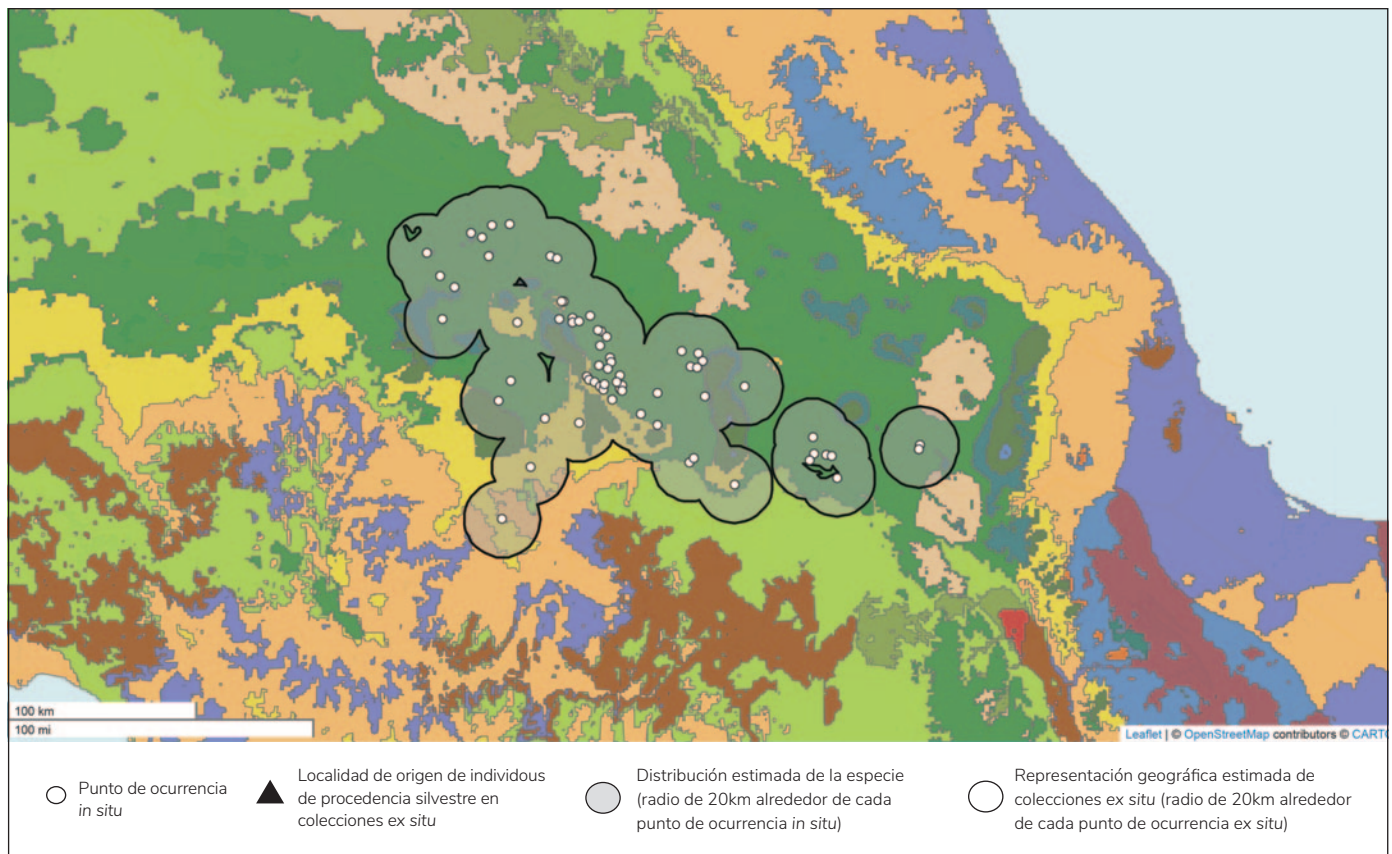 100 km
100 mi
Leaflet | © OpenStreetMap contributors © CARTO
Punto de ocurrencia
in situ
Localidad de origen de individous
de procedencia silvestre en
colecciones ex situ
Distribución estimada de la especie
(radio de 20km alrededor de cada
punto de ocurrencia in situ)
Representación geográfica estimada de
colecciones ex situ (radio de 20km alrededor
de cada punto de ocurrencia ex situ)